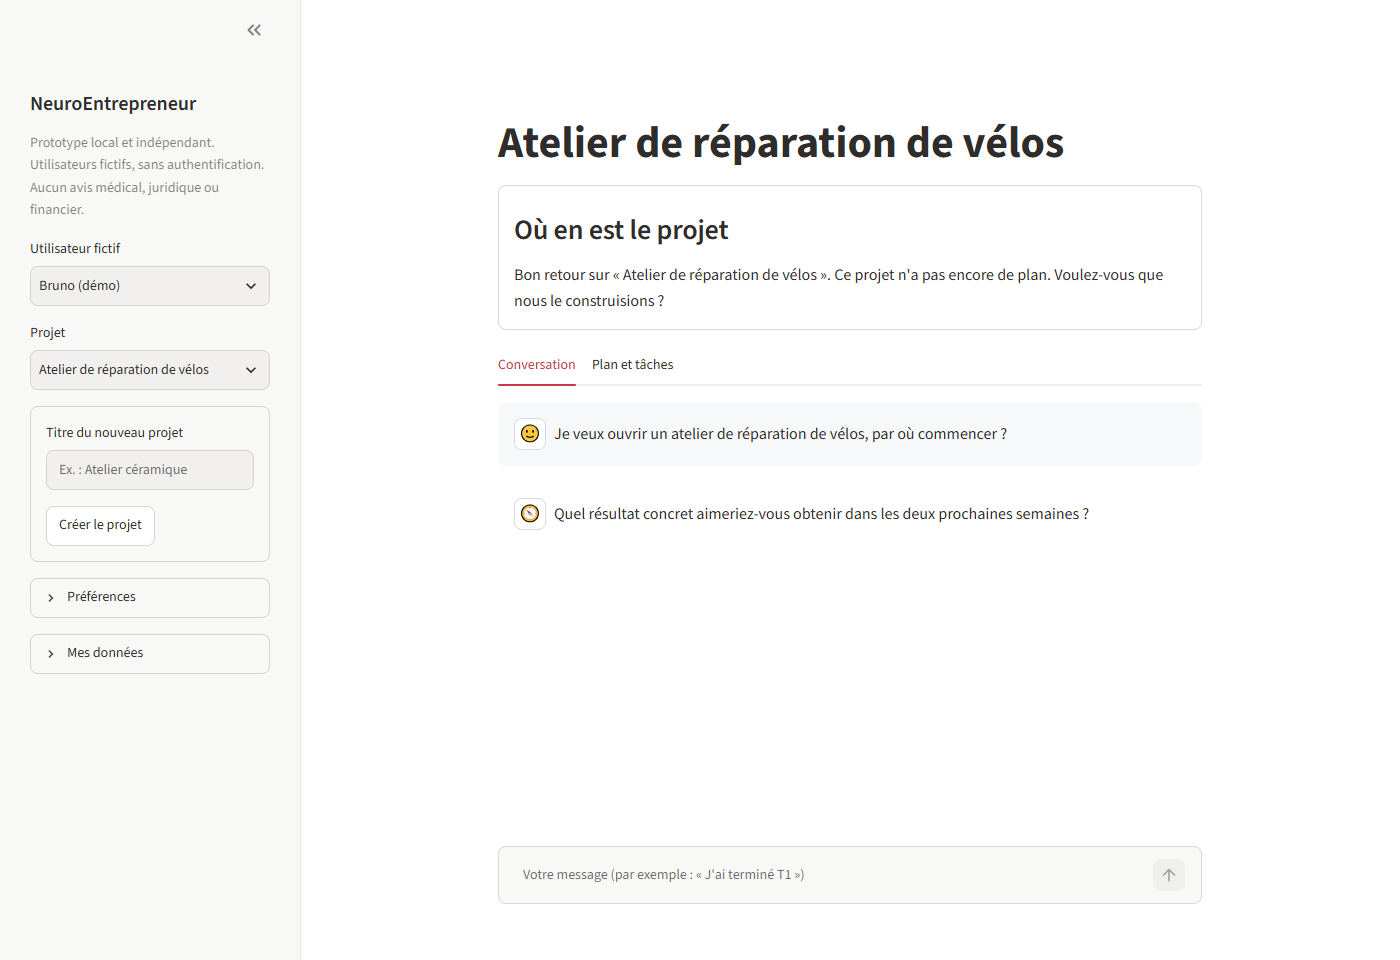 NeuroEntrepreneur
Prototype local et indépendant.
Utilisateurs fictifs, sans authentification.
Aucun avis médical, juridique ou
financier.
Utilisateur fictif
Bruno (démo)
Projet
Atelier de réparation de vélos
Titre du nouveau projet
Ex. : Atelier céramique
Créer le projet
Préférences
Mes données
Atelier de réparation de vélos
Où en est le projet
Bon retour sur « Atelier de réparation de vélos ». Ce projet n'a pas encore de plan. Voulez-vous que
nous le construisions ?
Conversation
Plan et tâches
Je veux ouvrir un atelier de réparation de vélos, par où commencer ?
Quel résultat concret aimeriez-vous obtenir dans les deux prochaines semaines ?
Votre message (par exemple : « J'ai terminé T1 »)